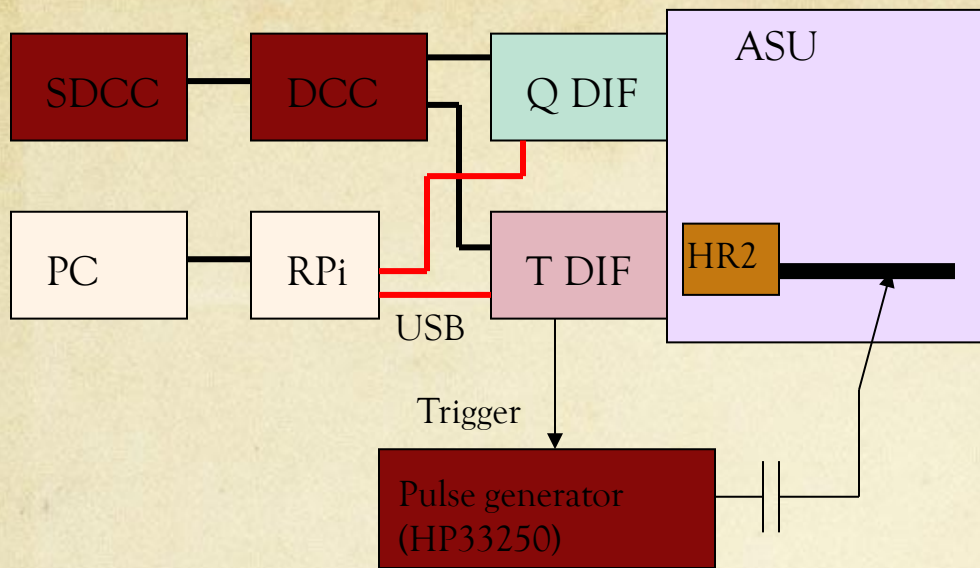 SDCC
DCC
Q DIF
ASU
PC
RPi
T DIF
HR2
USB
Trigger
Pulse generator
(HP33250)